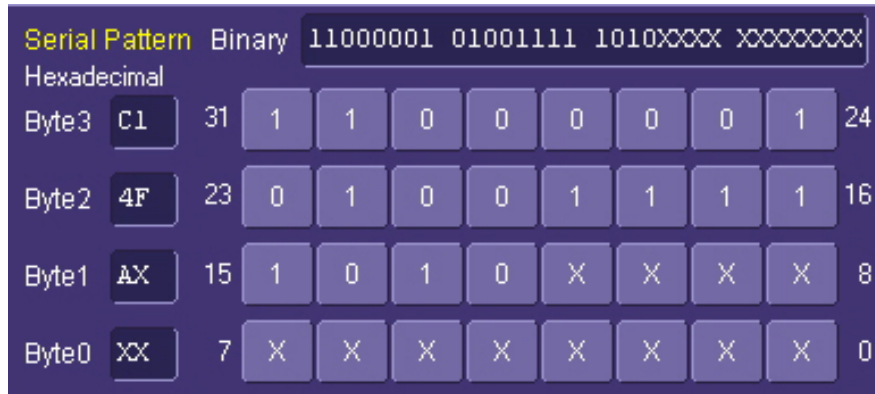 Serial Pattern Binary 11000001 01001111 1010XXXX XXXXXXXX
Hexadecimal
Byte3 C1 31 1 1 0 0 0 0 0 1 24
Byte2 4F 23 0 1 0 0 1 1 1 1 16
Byte1 AX 15 1 0 1 0 X X X X 8
Byte0 XX 7 X X X X X X X X 0